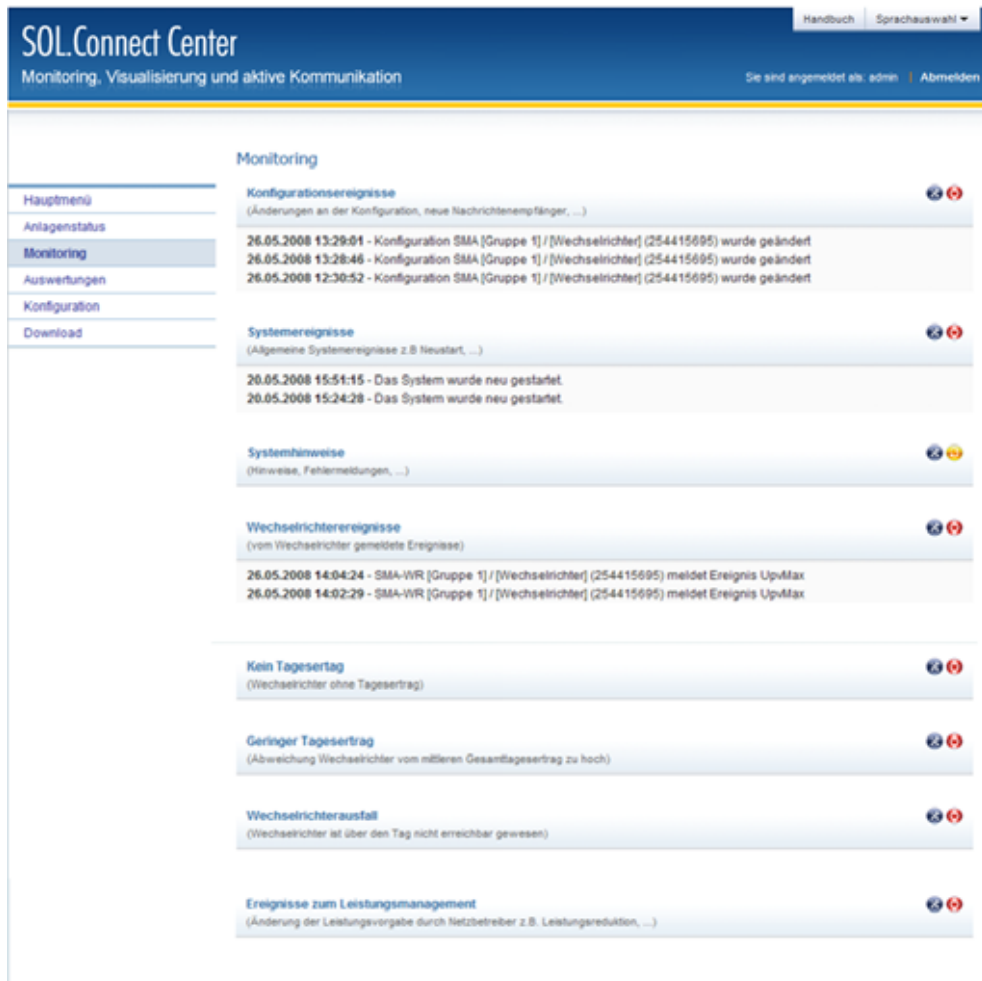 Handbuch Sprachauswahl
SOL.Connect Center
Monitoring, Visualisierung und aktive Kommunikation
Sie sind angemeldet als: admin | Abmelden
Hauptmenü
Anlagenstatus
Monitoring
Auswertungen
Konfiguration
Download
Monitoring
Konfigurationsereignisse
(Änderungen an der Konfiguration, neue Nachrichtenempfänger, ...)
26.05.2008 13:29:01 - Konfiguration SMA [Gruppe 1] / [Wechselrichter] (254415695) wurde geändert
26.05.2008 13:28:46 - Konfiguration SMA [Gruppe 1] / [Wechselrichter] (254415695) wurde geändert
26.05.2008 12:30:52 - Konfiguration SMA [Gruppe 1] / [Wechselrichter] (254415695) wurde geändert
Systemereignisse
(Allgemeine Systemereignisse z.B Neustart, ...)
20.05.2008 15:51:15 - Das System wurde neu gestartet.
20.05.2008 15:24:28 - Das System wurde neu gestartet.
Systemhinweise
(Hinweise, Fehlermeldungen, ...)
Wechselrichterereignisse
(vom Wechselrichter gemeldete Ereignisse)
26.05.2008 14:04:24 - SMA-WR [Gruppe 1] / [Wechselrichter] (254415695) meldet Ereignis UpvMax
26.05.2008 14:02:29 - SMA-WR [Gruppe 1] / [Wechselrichter] (254415695) meldet Ereignis UpvMax
Kein Tagesertag
(Wechselrichter ohne Tagesertrag)
Geringer Tagesertrag
(Abweichung Wechselrichter vom mittleren Gesamttagesertrag zu hoch)
Wechselrichterausfall
(Wechselrichter ist über den Tag nicht erreichbar gewesen)
Ereignisse zum Leistungsmanagement
(Änderung der Leistungsvorgabe durch Netzbetreiber z.B. Leistungsreduktion, ...)